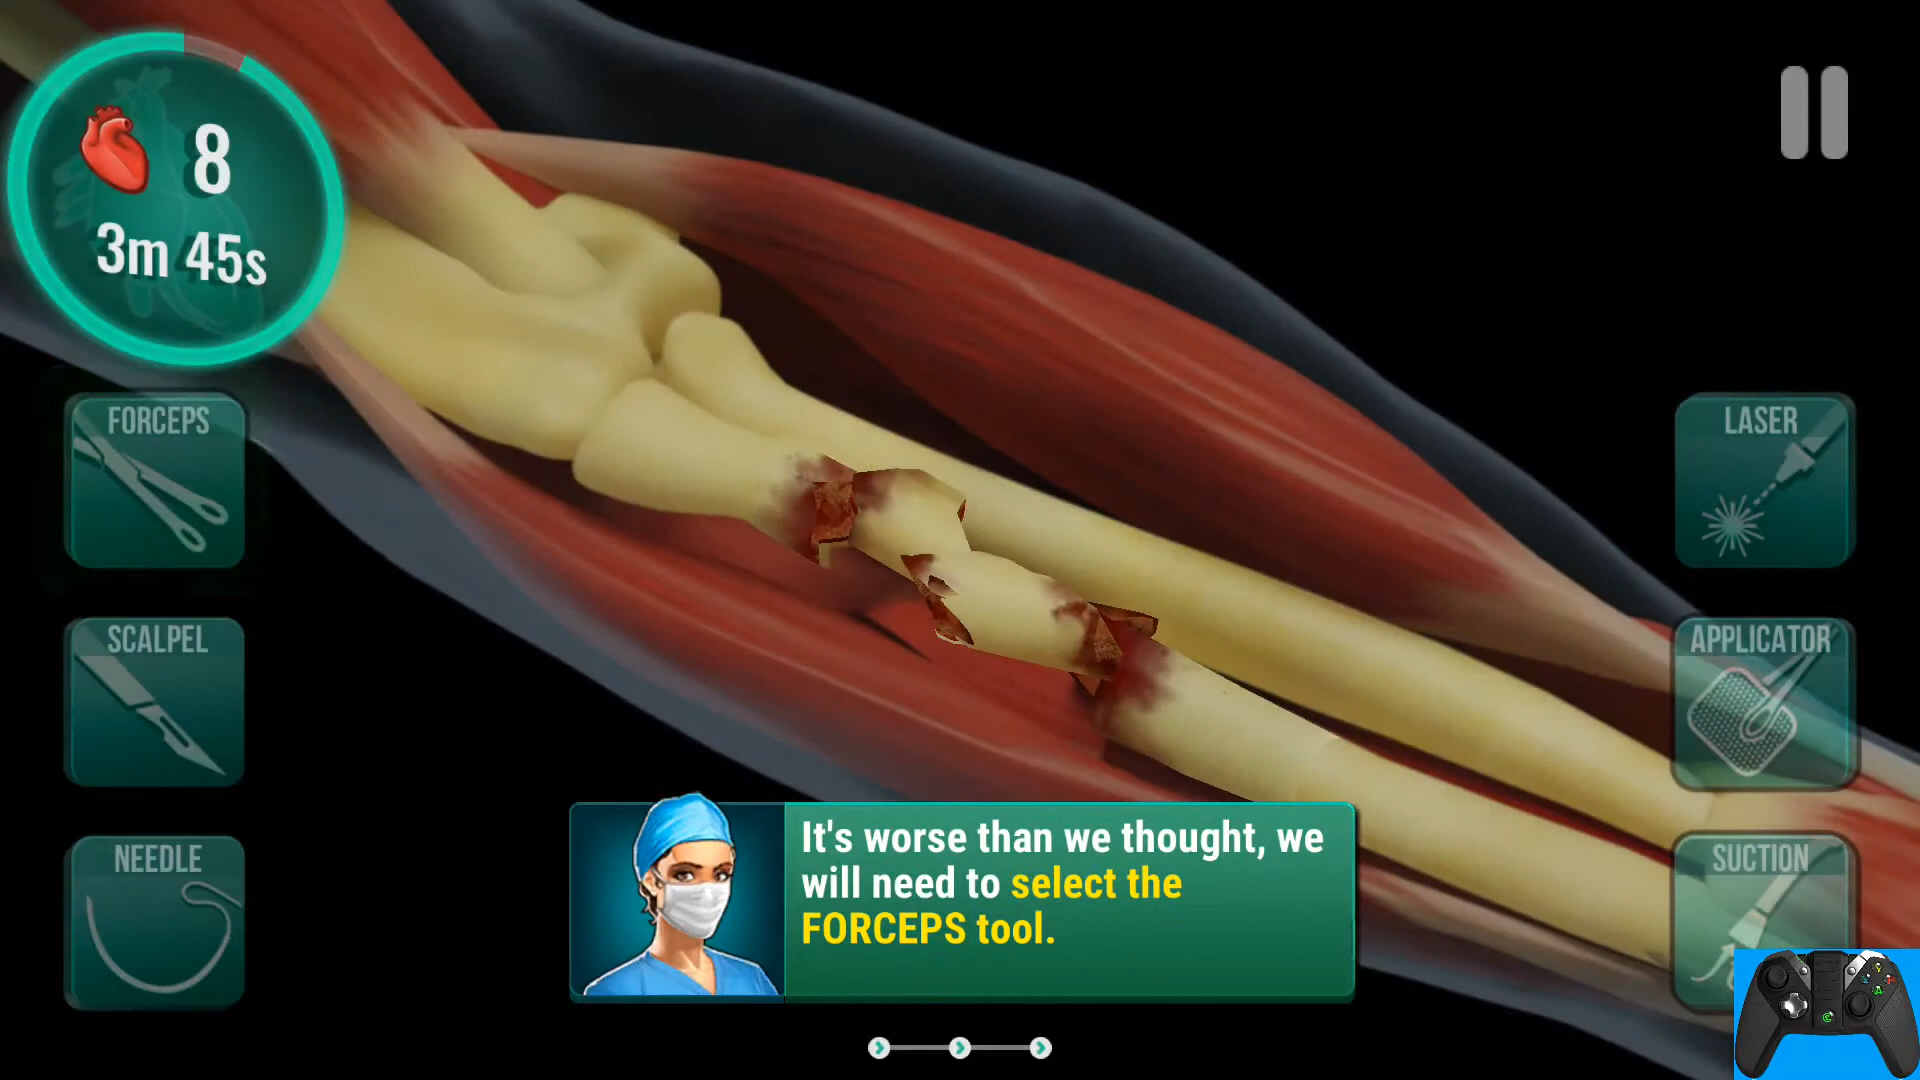 8
3m 45s
FORCEPS
SCALPEL
NEEDLE
LASER
APPLICATOR
SUCTION
It's worse than we thought, we
will need to select the
FORCEPS tool.